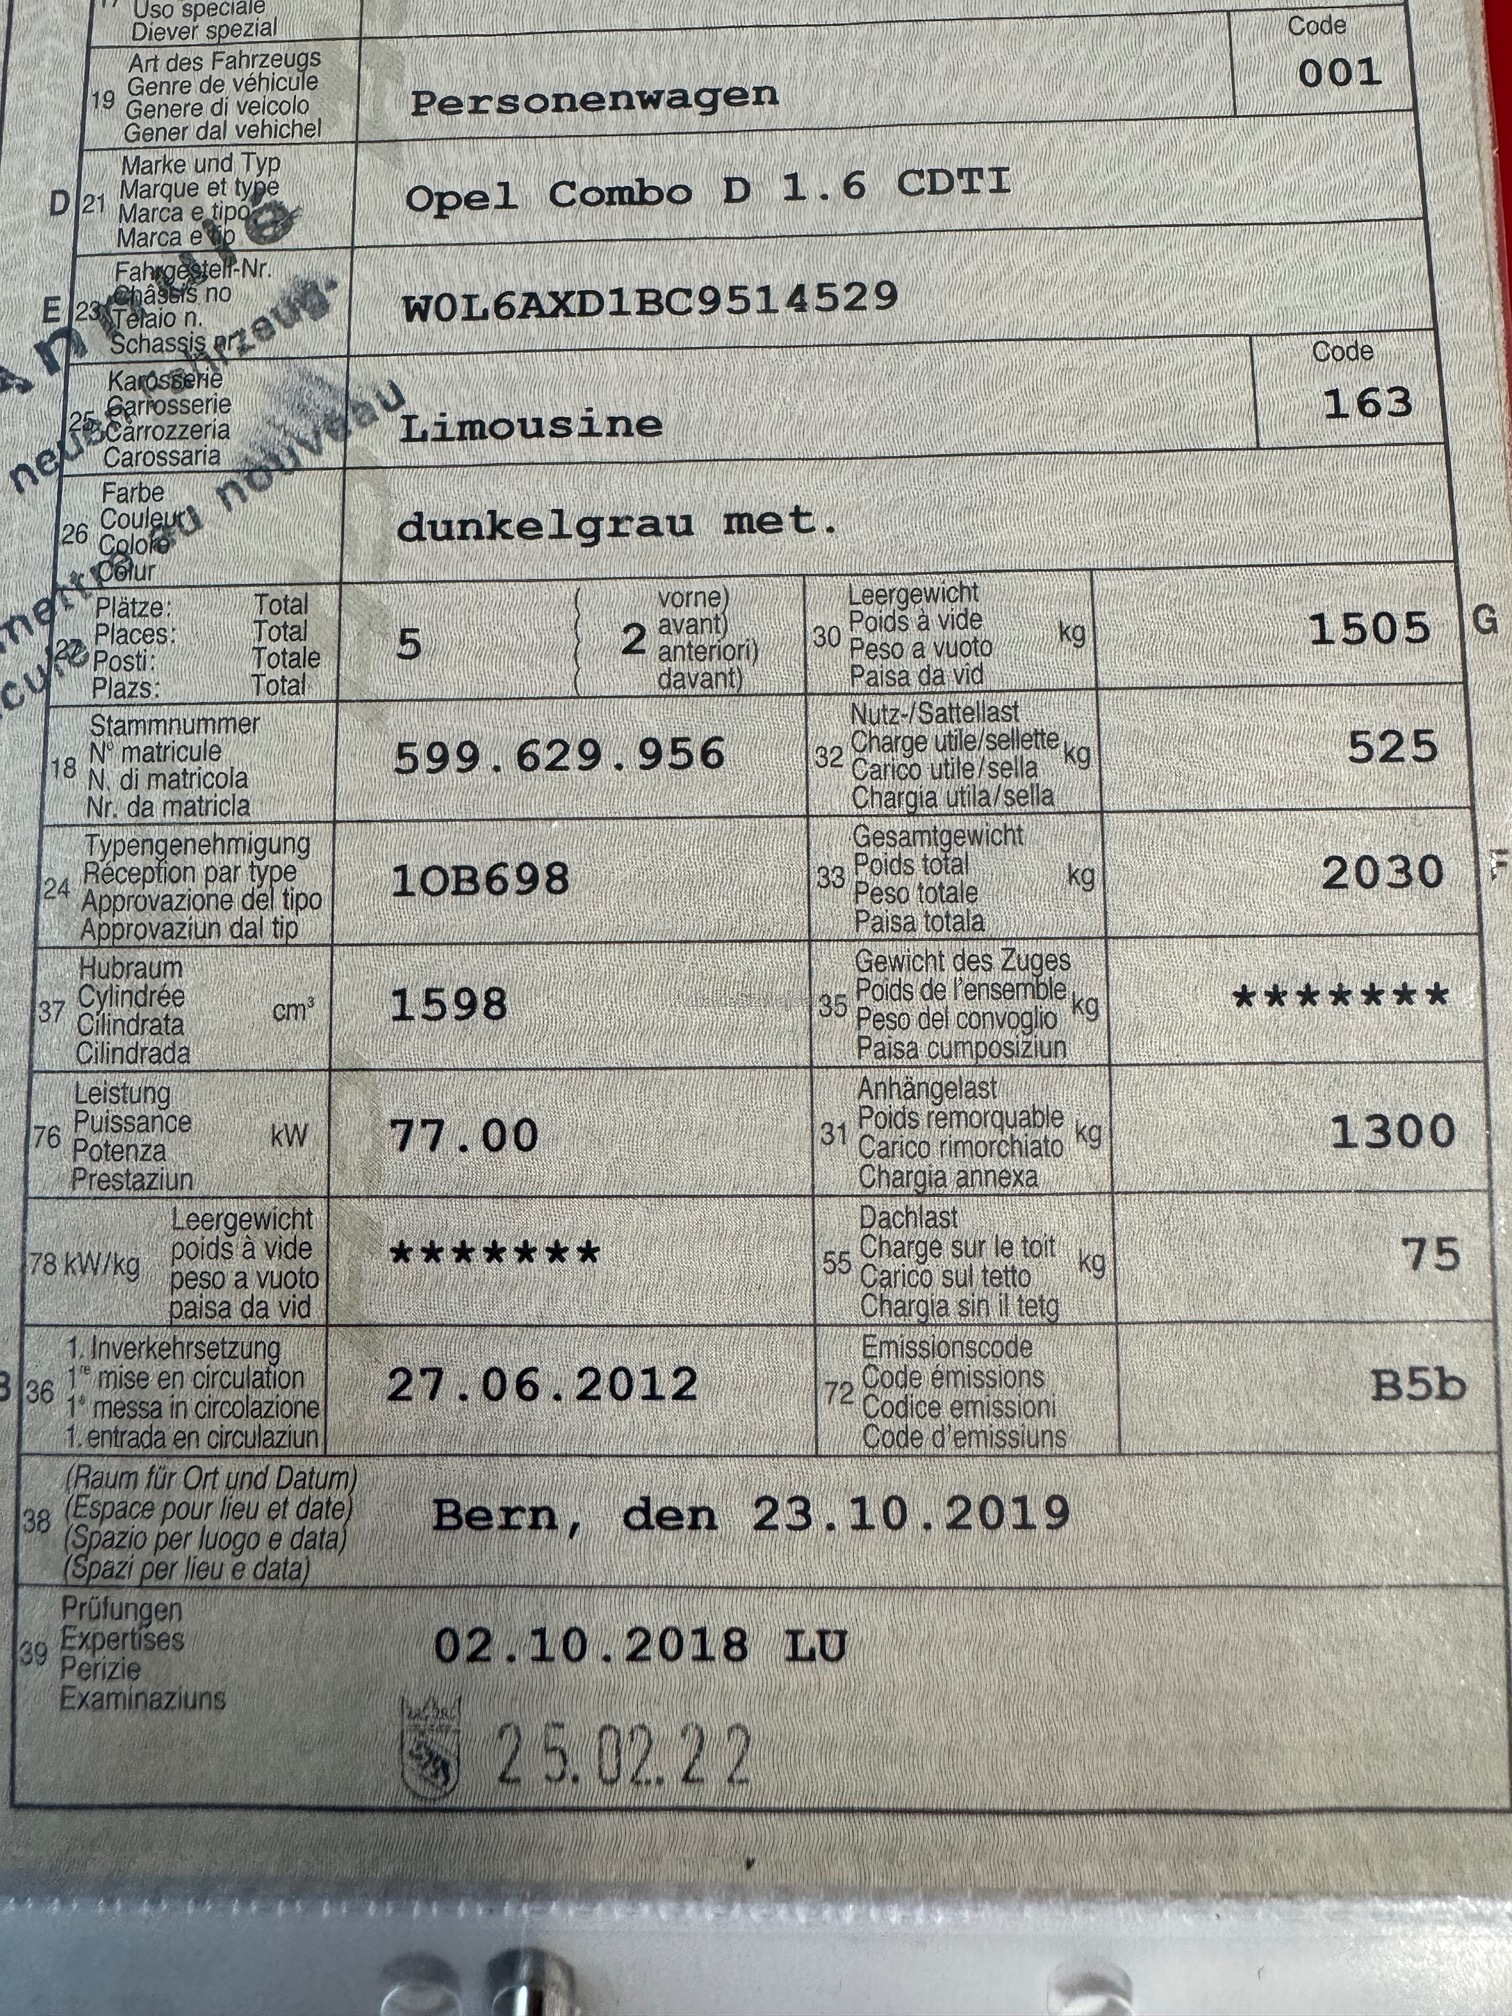 Uso speciale
Diever spezial
Code
19
Art des Fahrzeugs
Genre de véhicule
Genere di veicolo
Gener dal vehichel
Personenwagen
001
D
21
Marke und Typ
Marque et type
Marca e tipo
Marca e tip
Opel Combo D 1.6 CDTI
Annulé
E
23
Fahrgestell-Nr.
Châssis no
Telaio n.
Schassis nr.
W0L6AXD1BC9514529
neues Fahrzeug.
Code
25
Karosserie
Carrosserie
Carrozzeria
Carossaria
Limousine
163
au nouveau
26
Farbe
Couleur
Colore
Colur
dunkelgrau met.
27
Plätze: Total
Places: Total
Posti: Totale
Plazs: Total
5
2
vorne)
avant)
anteriori)
davant)
30
Leergewicht
Poids à vide
Peso a vuoto
Paisa da vid
kg
1505
G
18
Stammnummer
N° matricule
N. di matricola
Nr. da matricla
599.629.956
32
Nutz-/Sattellast
Charge utile/sellette
Carico utile/sella
Chargia utila/sella
kg
525
24
Typengenehmigung
Réception par type
Approvazione del tipo
Approvaziun dal tip
1OB698
33
Gesamtgewicht
Poids total
Peso totale
Paisa totala
kg
2030
37
Hubraum
Cylindrée
Cilindrata
Cilindrada
cm³
1598
35
Gewicht des Zuges
Poids de l'ensemble
Peso del convoglio
Paisa cumposiziun
kg
*******
76
Leistung
Puissance
Potenza
Prestaziun
kW
77.00
31
Anhängelast
Poids remorquable
Carico rimorchiato
Chargia annexa
kg
1300
78 kW/kg
Leergewicht
poids à vide
peso a vuoto
paisa da vid
*******
55
Dachlast
Charge sur le toit
Carico sul tetto
Chargia sin il tetg
kg
75
B
36
1. Inverkehrsetzung
1re mise en circulation
1a messa in circolazione
1. entrada en circulaziun
27.06.2012
72
Emissionscode
Code émissions
Codice emissioni
Code d'emissiuns
B5b
38
(Raum für Ort und Datum)
(Espace pour lieu et date)
(Spazio per luogo e data)
(Spazi per lieu e data)
Bern, den 23.10.2019
39
Prüfungen
Expertises
Perizie
Examinaziuns
02.10.2018 LU
25.02.22